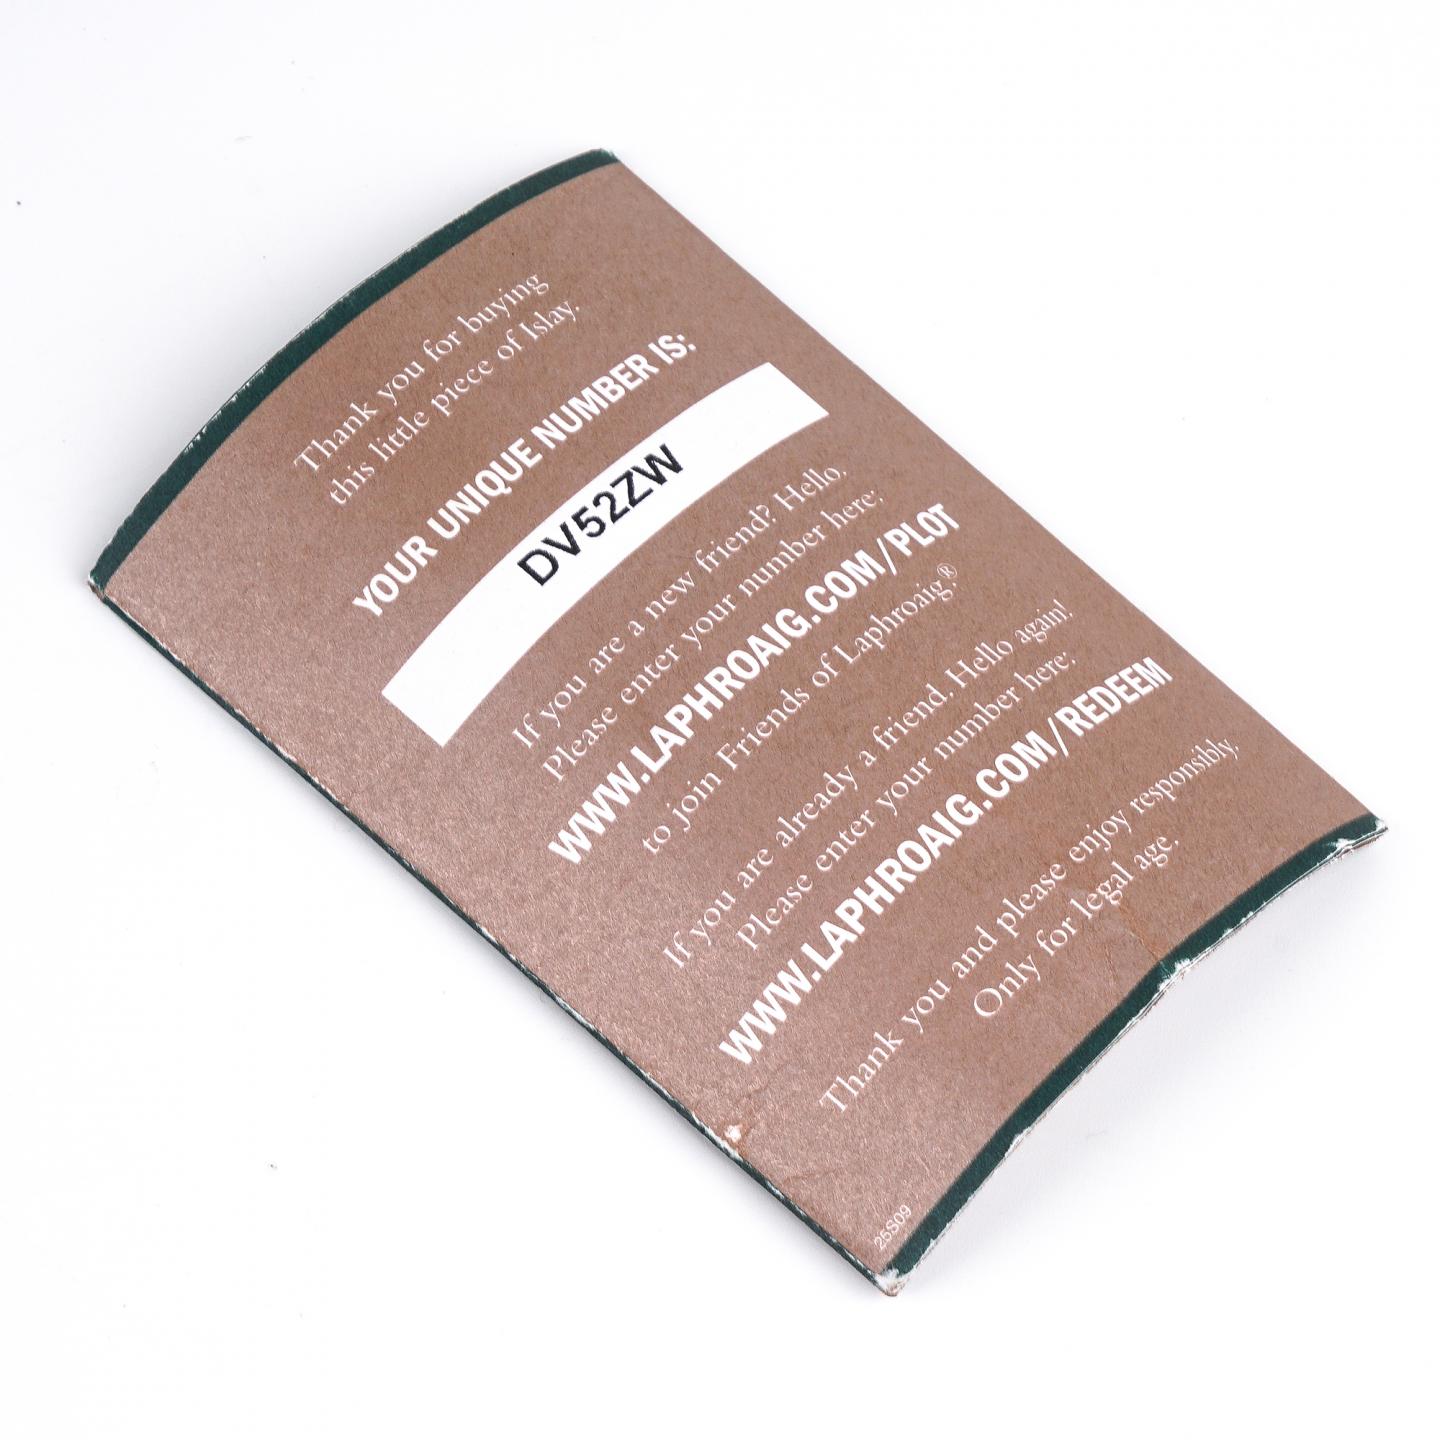 Thank you for buying
this little piece of Islay.
YOUR UNIQUE NUMBER IS:
DV52ZW
If you are a new friend? Hello.
Please enter your number here:
WWW.LAPHROAIG.COM/PLOT
to join Friends of Laphroaig.®
If you are already a friend. Hello again!
Please enter your number here:
WWW.LAPHROAIG.COM/REDEEM
Thank you and please enjoy responsibly.
Only for legal age.
25S09